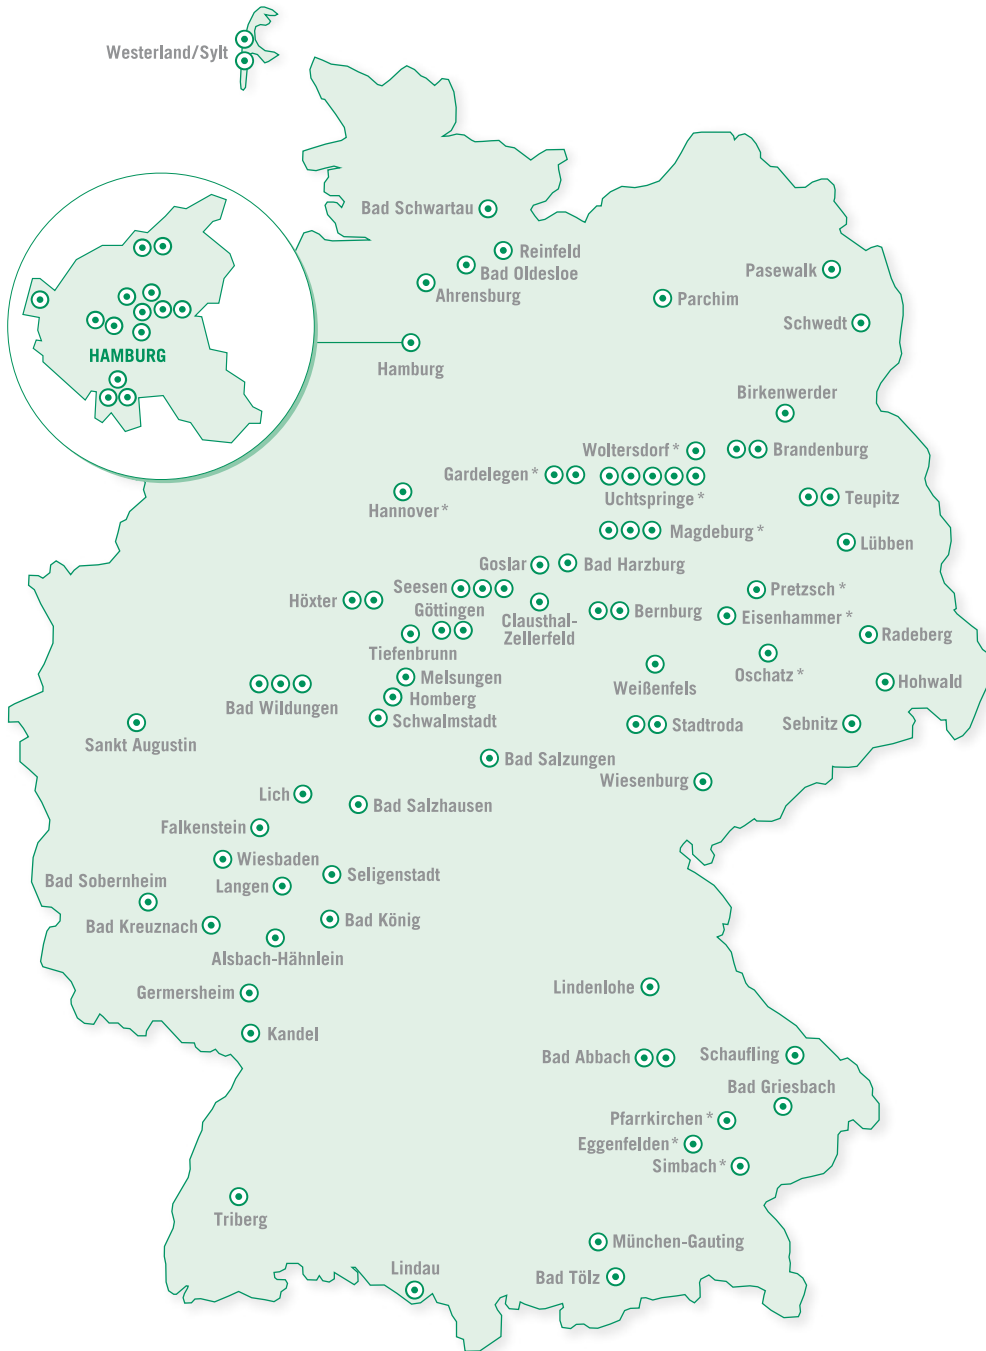 Westerland/Sylt
Bad Schwartau
Reinfeld
Bad Oldesloe
Ahrensburg
Pasewalk
Parchim
Schwedt
HAMBURG
Hamburg
Birkenwerder
Woltersdorf *
Brandenburg
Gardelegen *
Uchtspringe *
Teupitz
Hannover *
Magdeburg *
Lübben
Goslar
Bad Harzburg
Seesen
Pretzsch *
Höxter
Göttingen
Clausthal-
Zellerfeld
Bernburg
Eisenhammer *
Radeberg
Tiefenbrunn
Oschatz *
Melsungen
Weißenfels
Hohwald
Homberg
Bad Wildungen
Schwalmstadt
Stadtroda
Sebnitz
Sankt Augustin
Bad Salzungen
Wiesenburg
Lich
Bad Salzhausen
Falkenstein
Wiesbaden
Seligenstadt
Langen
Bad Sobernheim
Bad Kreuznach
Bad König
Alsbach-Hähnlein
Germersheim
Lindenlohe
Kandel
Bad Abbach
Schaufling
Bad Griesbach
Pfarrkirchen *
Eggenfelden *
Simbach *
Triberg
München-Gauting
Lindau
Bad Tölz